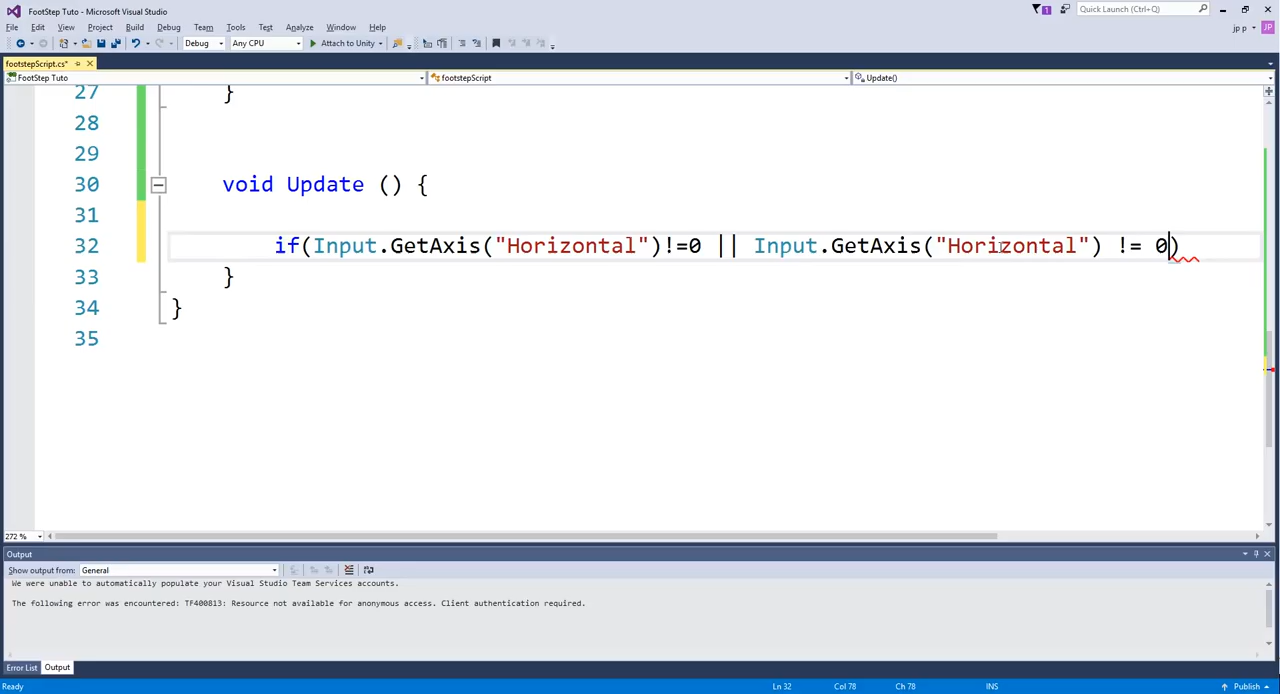 FootStep Tuto - Microsoft Visual Studio
1
Quick Launch (Ctrl+Q)
File Edit View Project Build Debug Team Tools Test Analyze Window Help
jp p JP
Debug Any CPU Attach to Unity
footstepScript.cs*
FootStep Tuto footstepScript Update()
27 }
28
29
30 void Update () {
31
32 if(Input.GetAxis("Horizontal")!=0 || Input.GetAxis("Horizontal") != 0)
33 }
34 }
35
272 %
Output
Show output from: General
We were unable to automatically populate your Visual Studio Team Services accounts.
The following error was encountered: TF400813: Resource not available for anonymous access. Client authentication required.
Error List Output
Ready Ln 32 Col 78 Ch 78 INS Publish